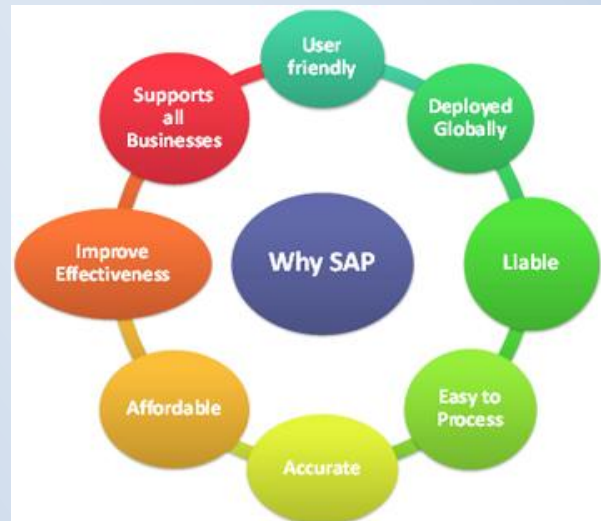 User
friendly
Deployed
Globally
LIable
Easy to
Process
Accurate
Affordable
Improve
Effectiveness
Supports
all
Businesses
Why SAP